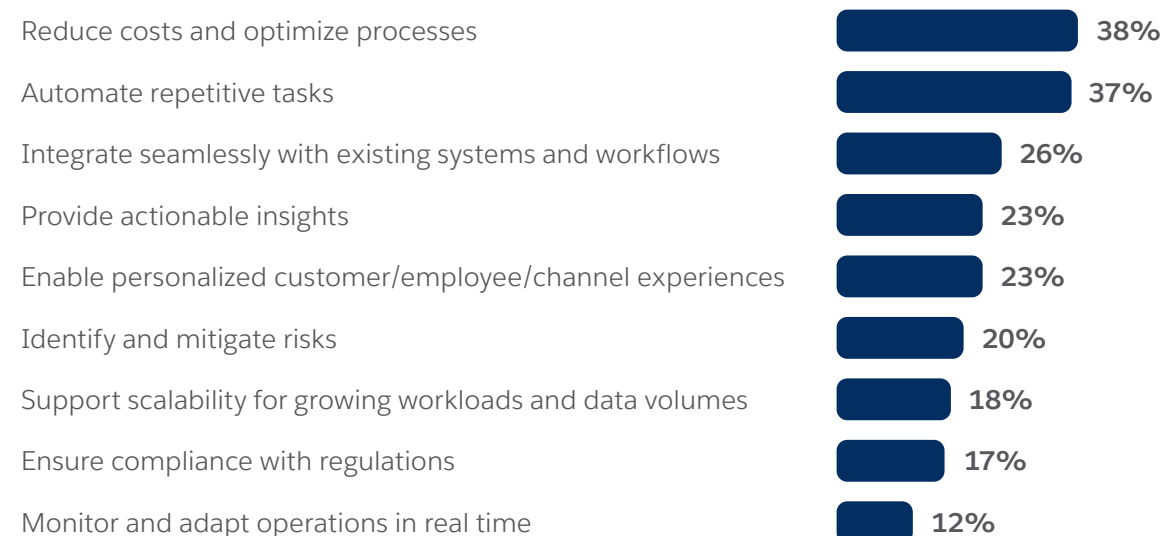 Reduce costs and optimize processes 38%
Automate repetitive tasks 37%
Integrate seamlessly with existing systems and workflows 26%
Provide actionable insights 23%
Enable personalized customer/employee/channel experiences 23%
Identify and mitigate risks 20%
Support scalability for growing workloads and data volumes 18%
Ensure compliance with regulations 17%
Monitor and adapt operations in real time 12%